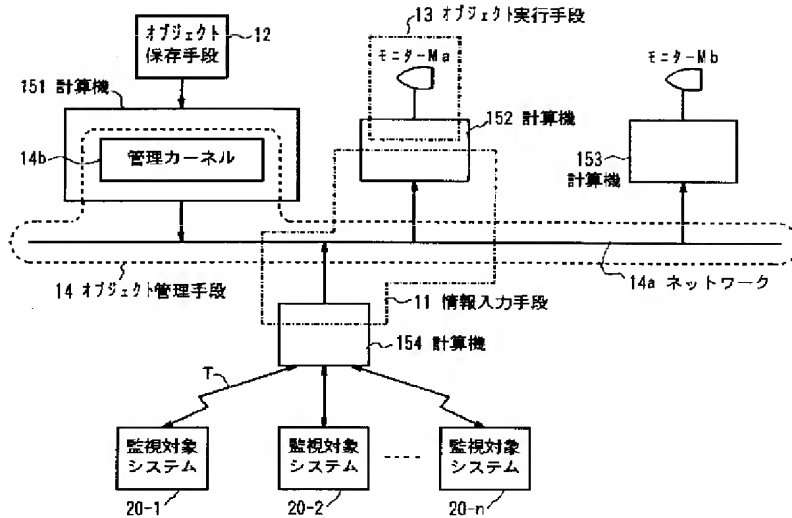 13 オブジェクト実行手段
オブジェクト
保存手段
12
モニターMa
モニターMb
151 計算機
152 計算機
14b
管理カーネル
153
計算機
14 オブジェクト管理手段
14a ネットワーク
11 情報入力手段
154 計算機
T
監視対象
システム
監視対象
システム
監視対象
システム
20-1
20-2
20-n